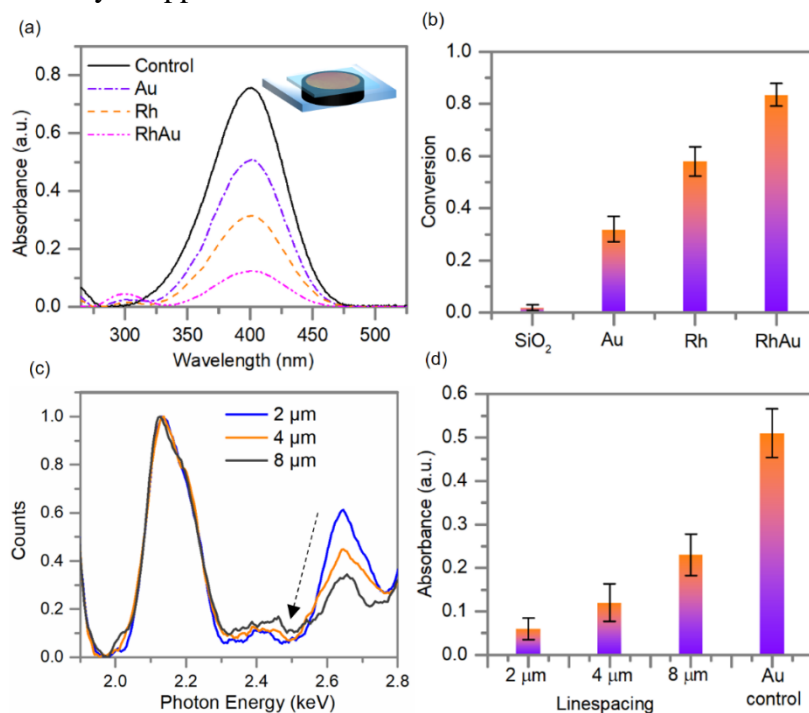 (a)
0.8
0.6
0.4
0.2
0.0
Absorbance (a.u.)
Control
Au
Rh
RhAu
300
350
400
450
500
Wavelength (nm)
(b)
1.0
0.8
0.6
0.4
0.2
0.0
Conversion
SiO₂
Au
Rh
RhAu
(c)
1.0
0.8
0.6
0.4
0.2
0.0
Counts
2 µm
4 µm
8 µm
2.0
2.2
2.4
2.6
2.8
Photon Energy (keV)
(d)
0.6
0.5
0.4
0.3
0.2
0.1
0.0
Absorbance (a.u.)
2 µm
4 µm
8 µm
Au
control
Linespacing